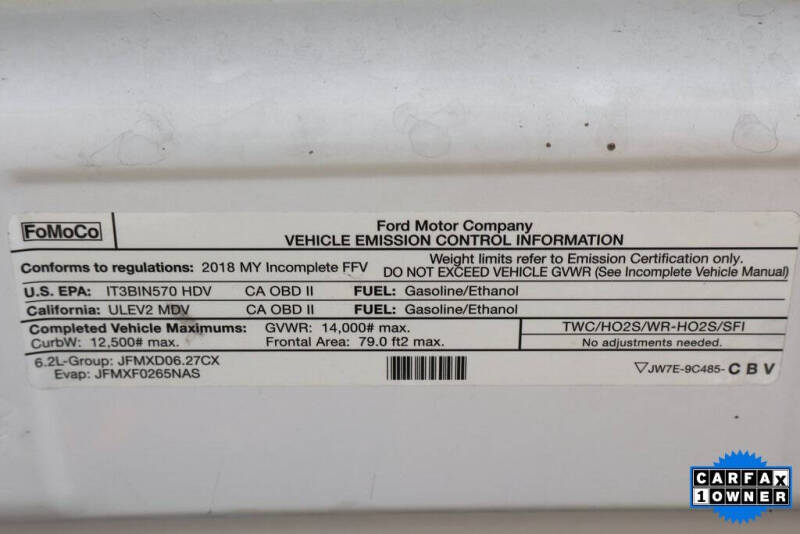 FoMoCo
Ford Motor Company
VEHICLE EMISSION CONTROL INFORMATION
Conforms to regulations: 2018 MY Incomplete FFV
Weight limits refer to Emission Certification only.
DO NOT EXCEED VEHICLE GVWR (See Incomplete Vehicle Manual)
U.S. EPA: IT3BIN570 HDV CA OBD II FUEL: Gasoline/Ethanol
California: ULEV2 MDV CA OBD II FUEL: Gasoline/Ethanol
Completed Vehicle Maximums: GVWR: 14,000# max.
CurbW: 12,500# max. Frontal Area: 79.0 ft2 max.
TWC/HO2S/WR-HO2S/SFI
No adjustments needed.
6.2L-Group: JFMXD06.27CX
Evap: JFMXF0265NAS
▽JW7E-9C485- C B V
CARFAX
1 OWNER